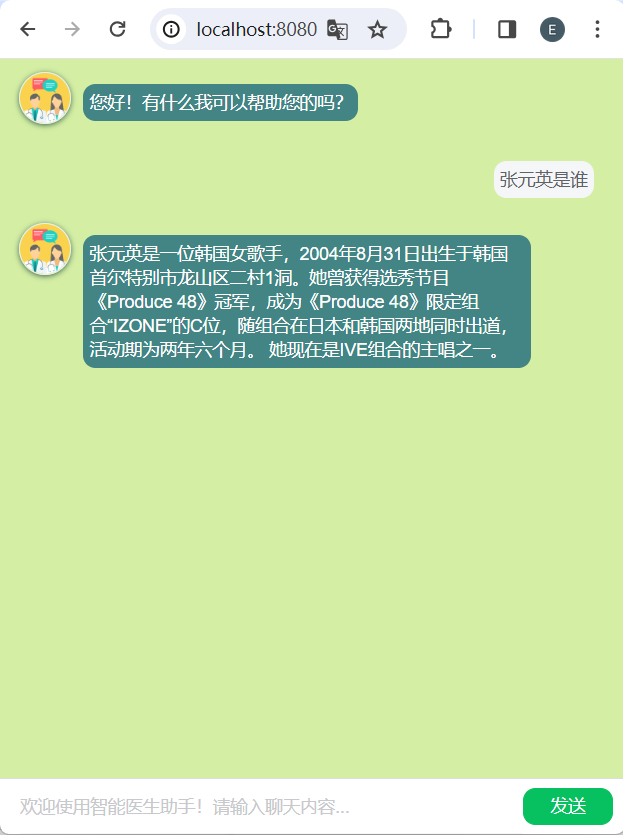 localhost:8080
E
您好！有什么我可以帮助您的吗？
张元英是谁
张元英是一位韩国女歌手，2004年8月31日出生于韩国
首尔特别市龙山区二村1洞。她曾获得选秀节目
《Produce 48》冠军，成为《Produce 48》限定组
合“IZONE”的C位，随组合在日本和韩国两地同时出道，
活动期为两年六个月。 她现在是IVE组合的主唱之一。
欢迎使用智能医生助手！请输入聊天内容...
发送